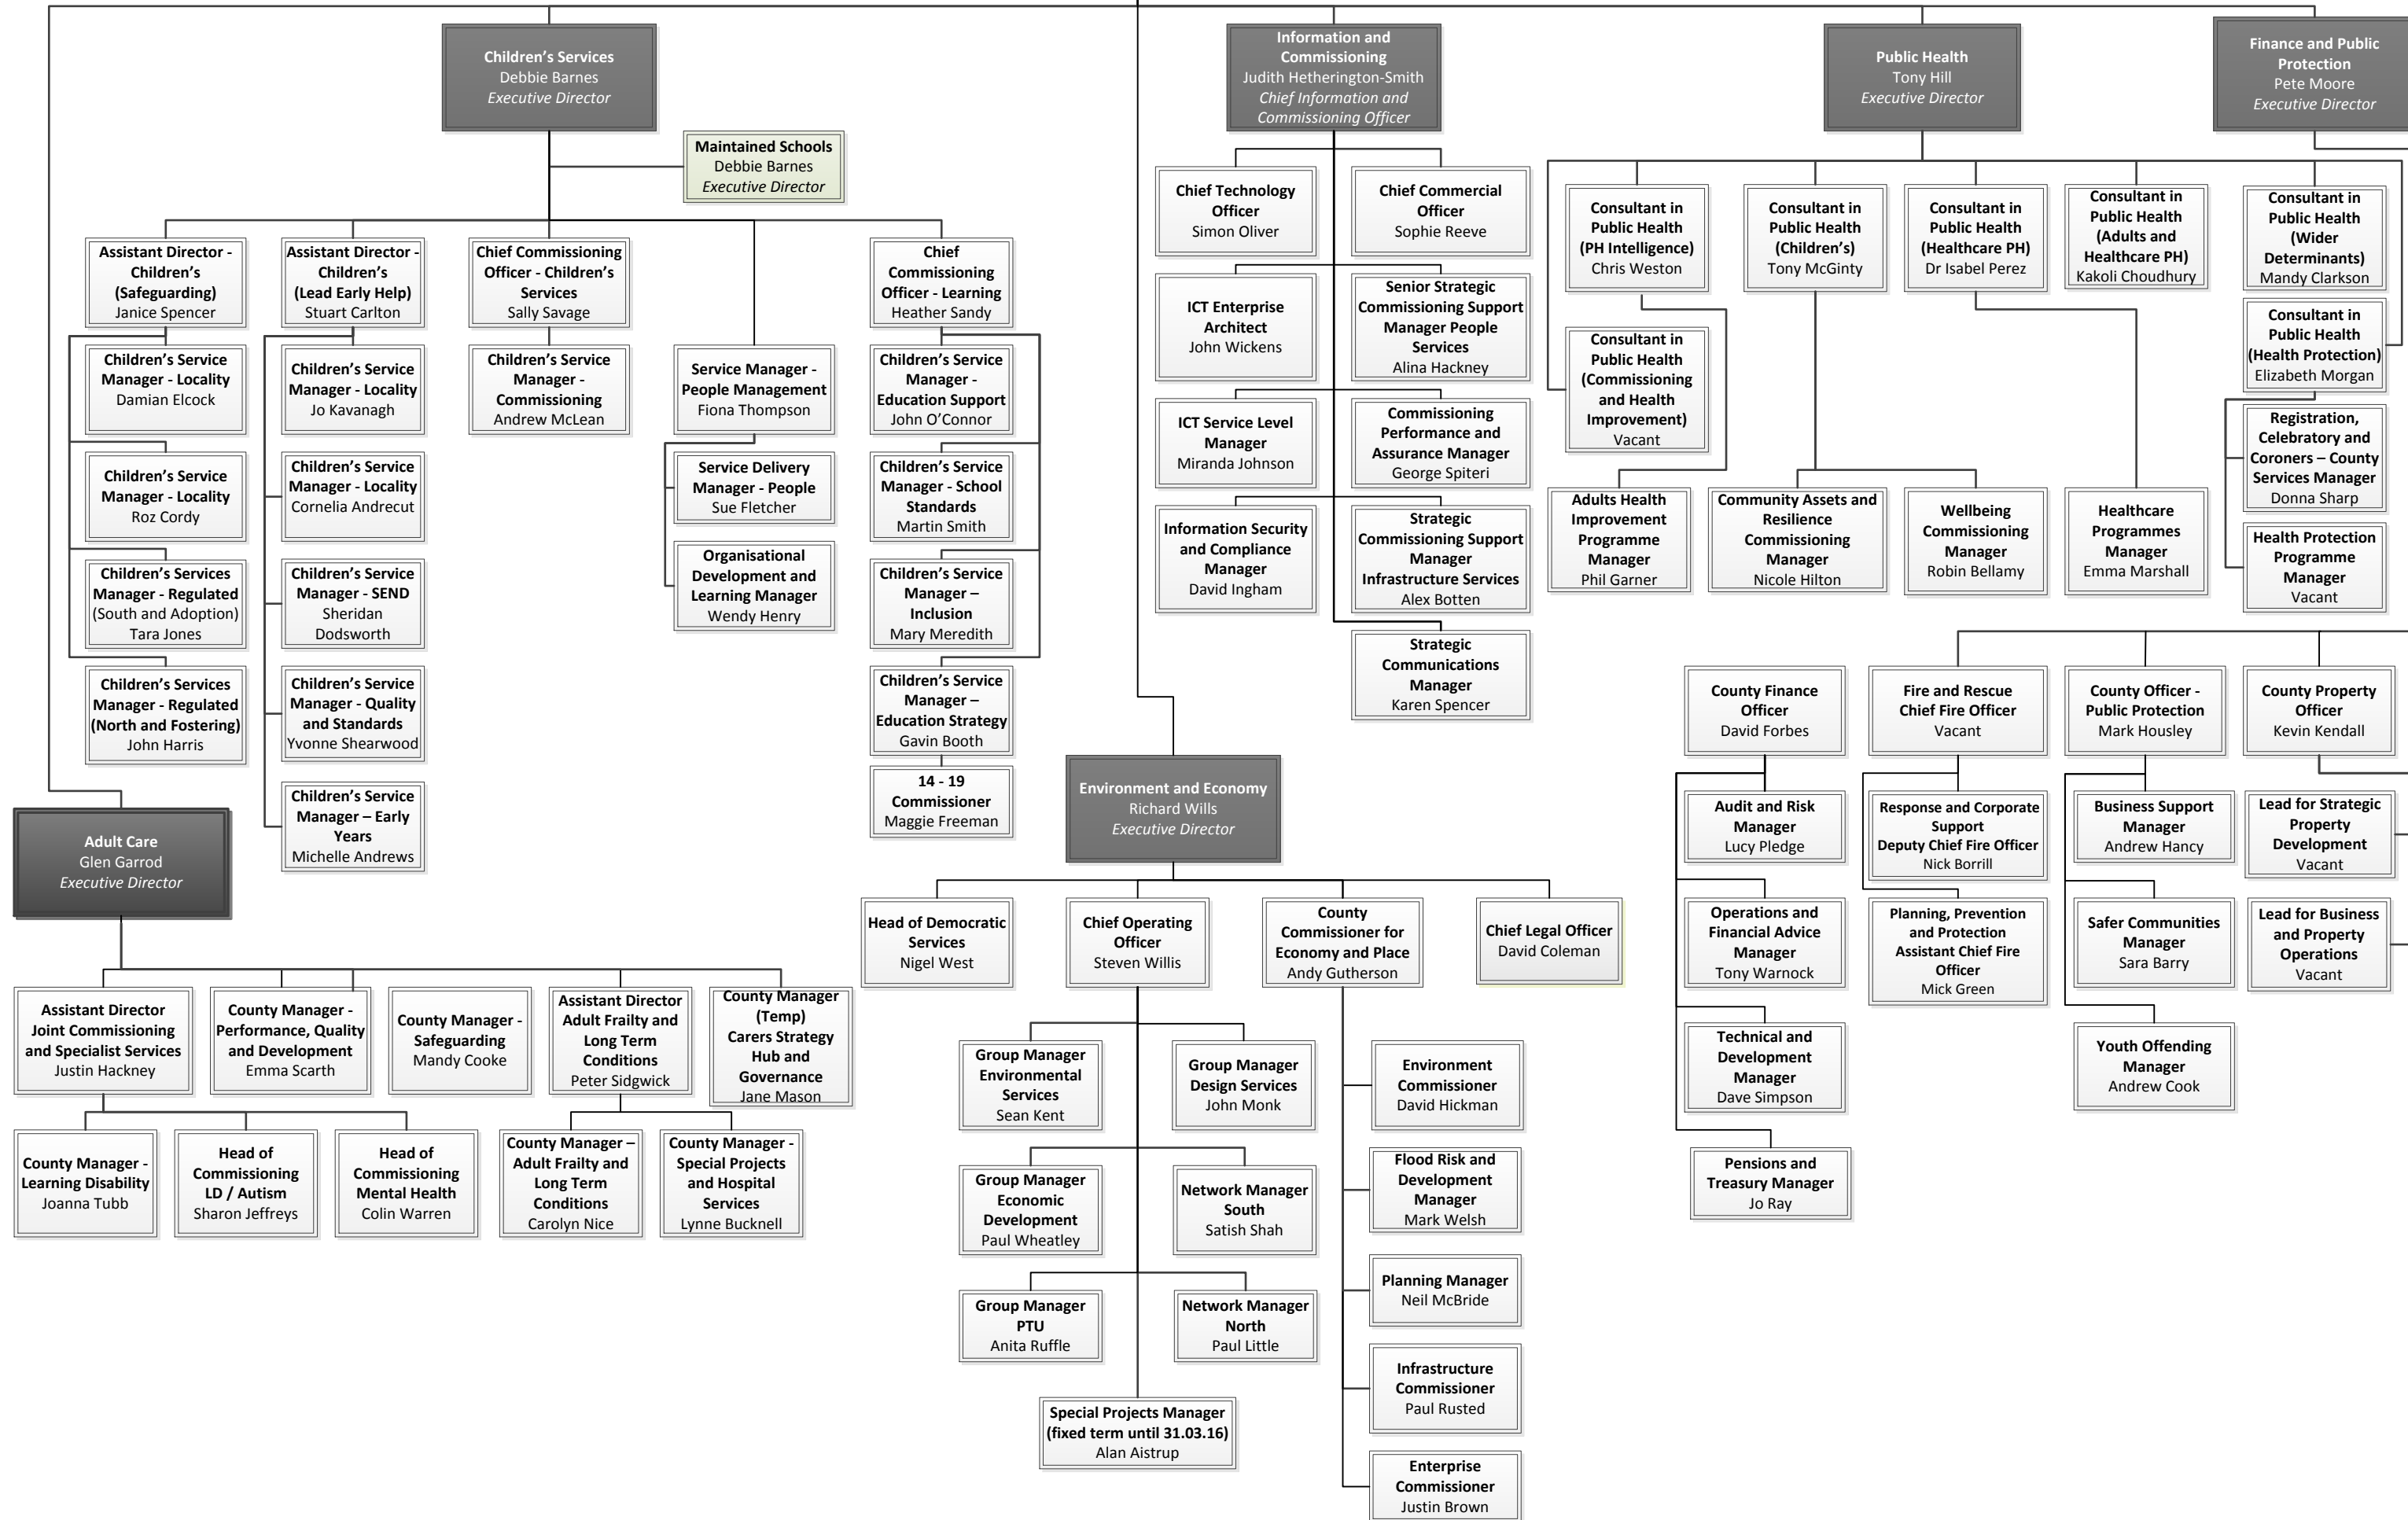 Children's Services
Debbie Barnes
Executive Director
Maintained Schools
Debbie Barnes
Executive Director
Assistant Director -
Children's
(Safeguarding)
Janice Spencer
Children's Service
Manager - Locality
Damian Elcock
Children's Service
Manager - Locality
Roz Cordy
Children's Services
Manager - Regulated
(South and Adoption)
Tara Jones
Children's Services
Manager - Regulated
(North and Fostering)
John Harris
Assistant Director -
Children's
(Lead Early Help)
Stuart Carlton
Children's Service
Manager - Locality
Jo Kavanagh
Children's Service
Manager - Locality
Cornelia Andrecut
Children's Service
Manager - SEND
Sheridan
Dodsworth
Children's Service
Manager - Quality
and Standards
Yvonne Shearwood
Children's Service
Manager – Early
Years
Michelle Andrews
Chief Commissioning
Officer - Children's
Services
Sally Savage
Children's Service
Manager -
Commissioning
Andrew McLean
Service Manager -
People Management
Fiona Thompson
Service Delivery
Manager - People
Sue Fletcher
Organisational
Development and
Learning Manager
Wendy Henry
Chief
Commissioning
Officer - Learning
Heather Sandy
Children's Service
Manager -
Education Support
John O'Connor
Children's Service
Manager - School
Standards
Martin Smith
Children's Service
Manager –
Inclusion
Mary Meredith
Children's Service
Manager –
Education Strategy
Gavin Booth
14 - 19
Commissioner
Maggie Freeman
Information and
Commissioning
Judith Hetherington-Smith
Chief Information and
Commissioning Officer
Chief Technology
Officer
Simon Oliver
Chief Commercial
Officer
Sophie Reeve
ICT Enterprise
Architect
John Wickens
Senior Strategic
Commissioning Support
Manager People
Services
Alina Hackney
ICT Service Level
Manager
Miranda Johnson
Commissioning
Performance and
Assurance Manager
George Spiteri
Information Security
and Compliance
Manager
David Ingham
Strategic
Commissioning Support
Manager
Infrastructure Services
Alex Botten
Strategic
Communications
Manager
Karen Spencer
Public Health
Tony Hill
Executive Director
Consultant in
Public Health
(PH Intelligence)
Chris Weston
Consultant in
Public Health
(Children's)
Tony McGinty
Consultant in
Public Health
(Healthcare PH)
Dr Isabel Perez
Consultant in
Public Health
(Adults and
Healthcare PH)
Kakoli Choudhury
Consultant in
Public Health
(Wider
Determinants)
Mandy Clarkson
Consultant in
Public Health
(Commissioning
and Health
Improvement)
Vacant
Consultant in
Public Health
(Health Protection)
Elizabeth Morgan
Registration,
Celebratory and
Coroners – County
Services Manager
Donna Sharp
Health Protection
Programme
Manager
Vacant
Adults Health
Improvement
Programme
Manager
Phil Garner
Community Assets and
Resilience
Commissioning
Manager
Nicole Hilton
Wellbeing
Commissioning
Manager
Robin Bellamy
Healthcare
Programmes
Manager
Emma Marshall
Finance and Public
Protection
Pete Moore
Executive Director
County Finance
Officer
David Forbes
Audit and Risk
Manager
Lucy Pledge
Operations and
Financial Advice
Manager
Tony Warnock
Technical and
Development
Manager
Dave Simpson
Pensions and
Treasury Manager
Jo Ray
Fire and Rescue
Chief Fire Officer
Vacant
Response and Corporate
Support
Deputy Chief Fire Officer
Nick Borrill
Planning, Prevention
and Protection
Assistant Chief Fire
Officer
Mick Green
County Officer -
Public Protection
Mark Housley
Business Support
Manager
Andrew Hancy
Safer Communities
Manager
Sara Barry
Youth Offending
Manager
Andrew Cook
County Property
Officer
Kevin Kendall
Lead for Strategic
Property
Development
Vacant
Lead for Business
and Property
Operations
Vacant
Adult Care
Glen Garrod
Executive Director
Assistant Director
Joint Commissioning
and Specialist Services
Justin Hackney
County Manager -
Performance, Quality
and Development
Emma Scarth
County Manager -
Safeguarding
Mandy Cooke
Assistant Director
Adult Frailty and
Long Term
Conditions
Peter Sidgwick
County Manager
(Temp)
Carers Strategy
Hub and
Governance
Jane Mason
County Manager -
Learning Disability
Joanna Tubb
Head of
Commissioning
LD / Autism
Sharon Jeffreys
Head of
Commissioning
Mental Health
Colin Warren
County Manager –
Adult Frailty and
Long Term
Conditions
Carolyn Nice
County Manager -
Special Projects
and Hospital
Services
Lynne Bucknell
Environment and Economy
Richard Wills
Executive Director
Head of Democratic
Services
Nigel West
Chief Operating
Officer
Steven Willis
County
Commissioner for
Economy and Place
Andy Gutherson
Chief Legal Officer
David Coleman
Group Manager
Environmental
Services
Sean Kent
Group Manager
Design Services
John Monk
Group Manager
Economic
Development
Paul Wheatley
Network Manager
South
Satish Shah
Group Manager
PTU
Anita Ruffle
Network Manager
North
Paul Little
Special Projects Manager
(fixed term until 31.03.16)
Alan Aistrup
Environment
Commissioner
David Hickman
Flood Risk and
Development
Manager
Mark Welsh
Planning Manager
Neil McBride
Infrastructure
Commissioner
Paul Rusted
Enterprise
Commissioner
Justin Brown